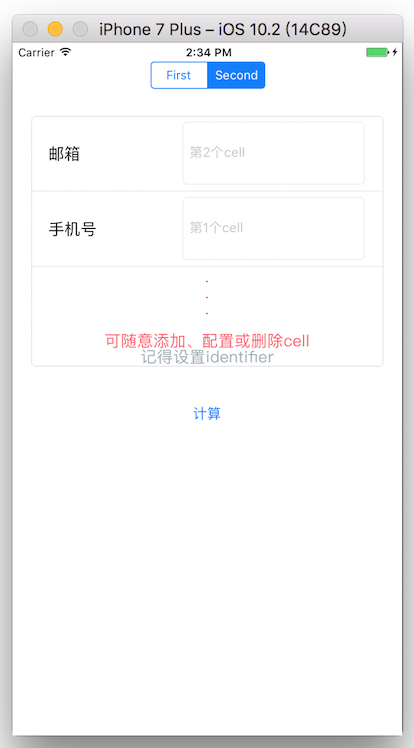 iPhone 7 Plus – iOS 10.2 (14C89)
Carrier 2:34 PM
First Second
邮箱 第2个cell
手机号 第1个cell
.
.
.
可随意添加、配置或删除cell
记得设置identifier
计算